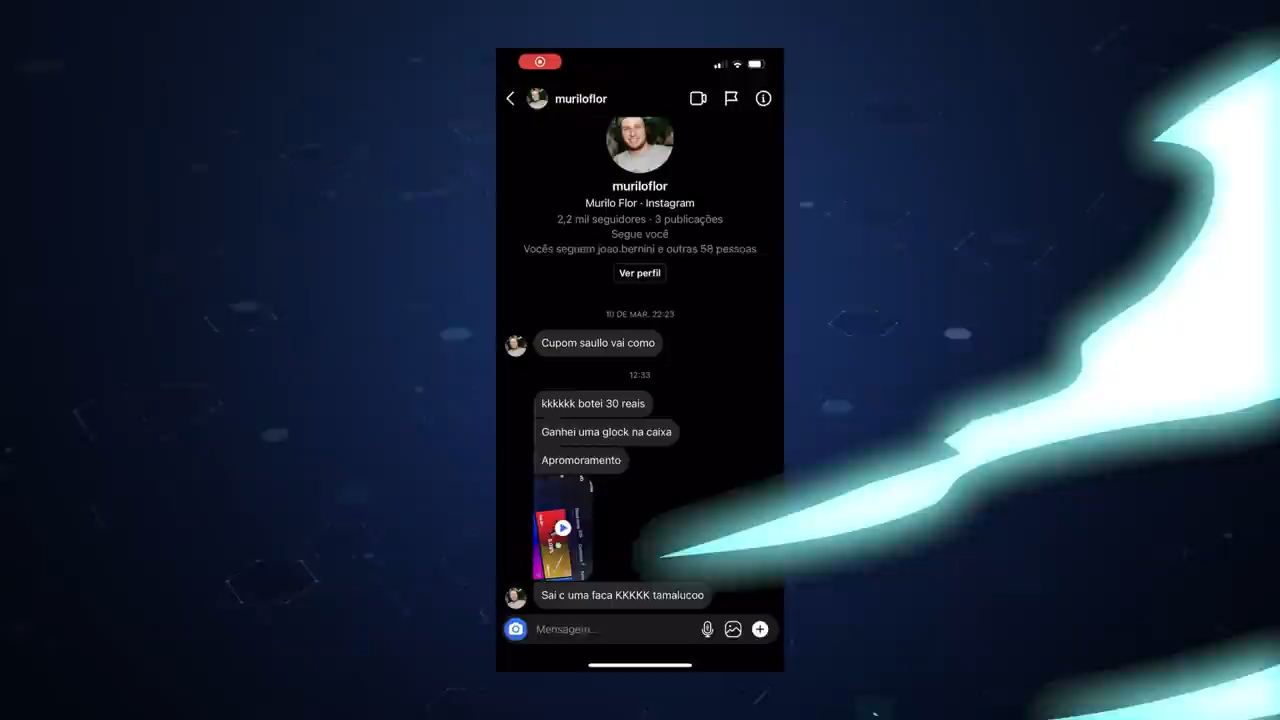 muriloflor
muriloflor
Murilo Flor · Instagram
2,2 mil seguidores · 3 publicações
Segue você
Vocês seguem joao.bernini e outras 58 pessoas
Ver perfil
10 DE MAR. 22:23
Cupom saullo vai como
12:33
kkkkkk botei 30 reais
Ganhei uma glock na caixa
Apromoramento
Sai c uma faca KKKKK tamalucoo
Mensagem...